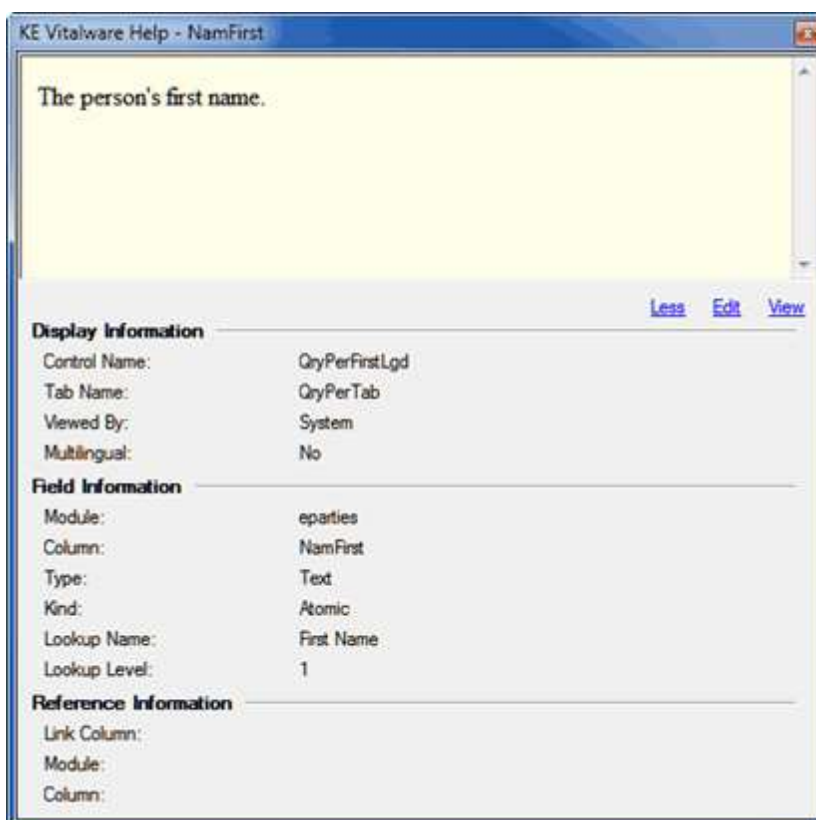 KE Vitalware Help - NamFirst
The person's first name.
Less Edit View
Display Information
Control Name: QryPerFirstLgd
Tab Name: QryPerTab
Viewed By: System
Multilingual: No
Field Information
Module: eparties
Column: NamFirst
Type: Text
Kind: Atomic
Lookup Name: First Name
Lookup Level: 1
Reference Information
Link Column:
Module:
Column: